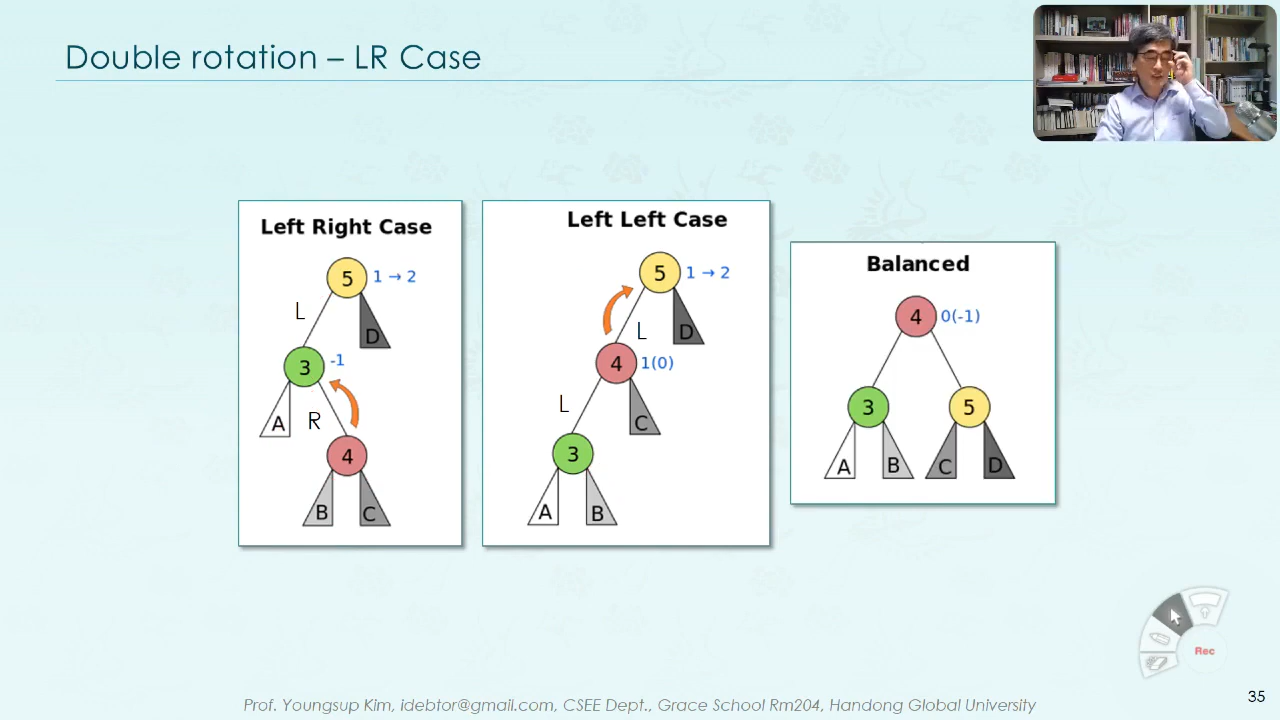 Double rotation – LR Case
Left Right Case
5 1 → 2
L
D
3 -1
A
R
4
B C
Left Left Case
5 1 → 2
L
D
4 1(0)
L
C
3
A B
Balanced
4 0(-1)
3 5
A B C D
Rec
Prof. Youngsup Kim, idebtor@gmail.com, CSEE Dept., Grace School Rm204, Handong Global University
35